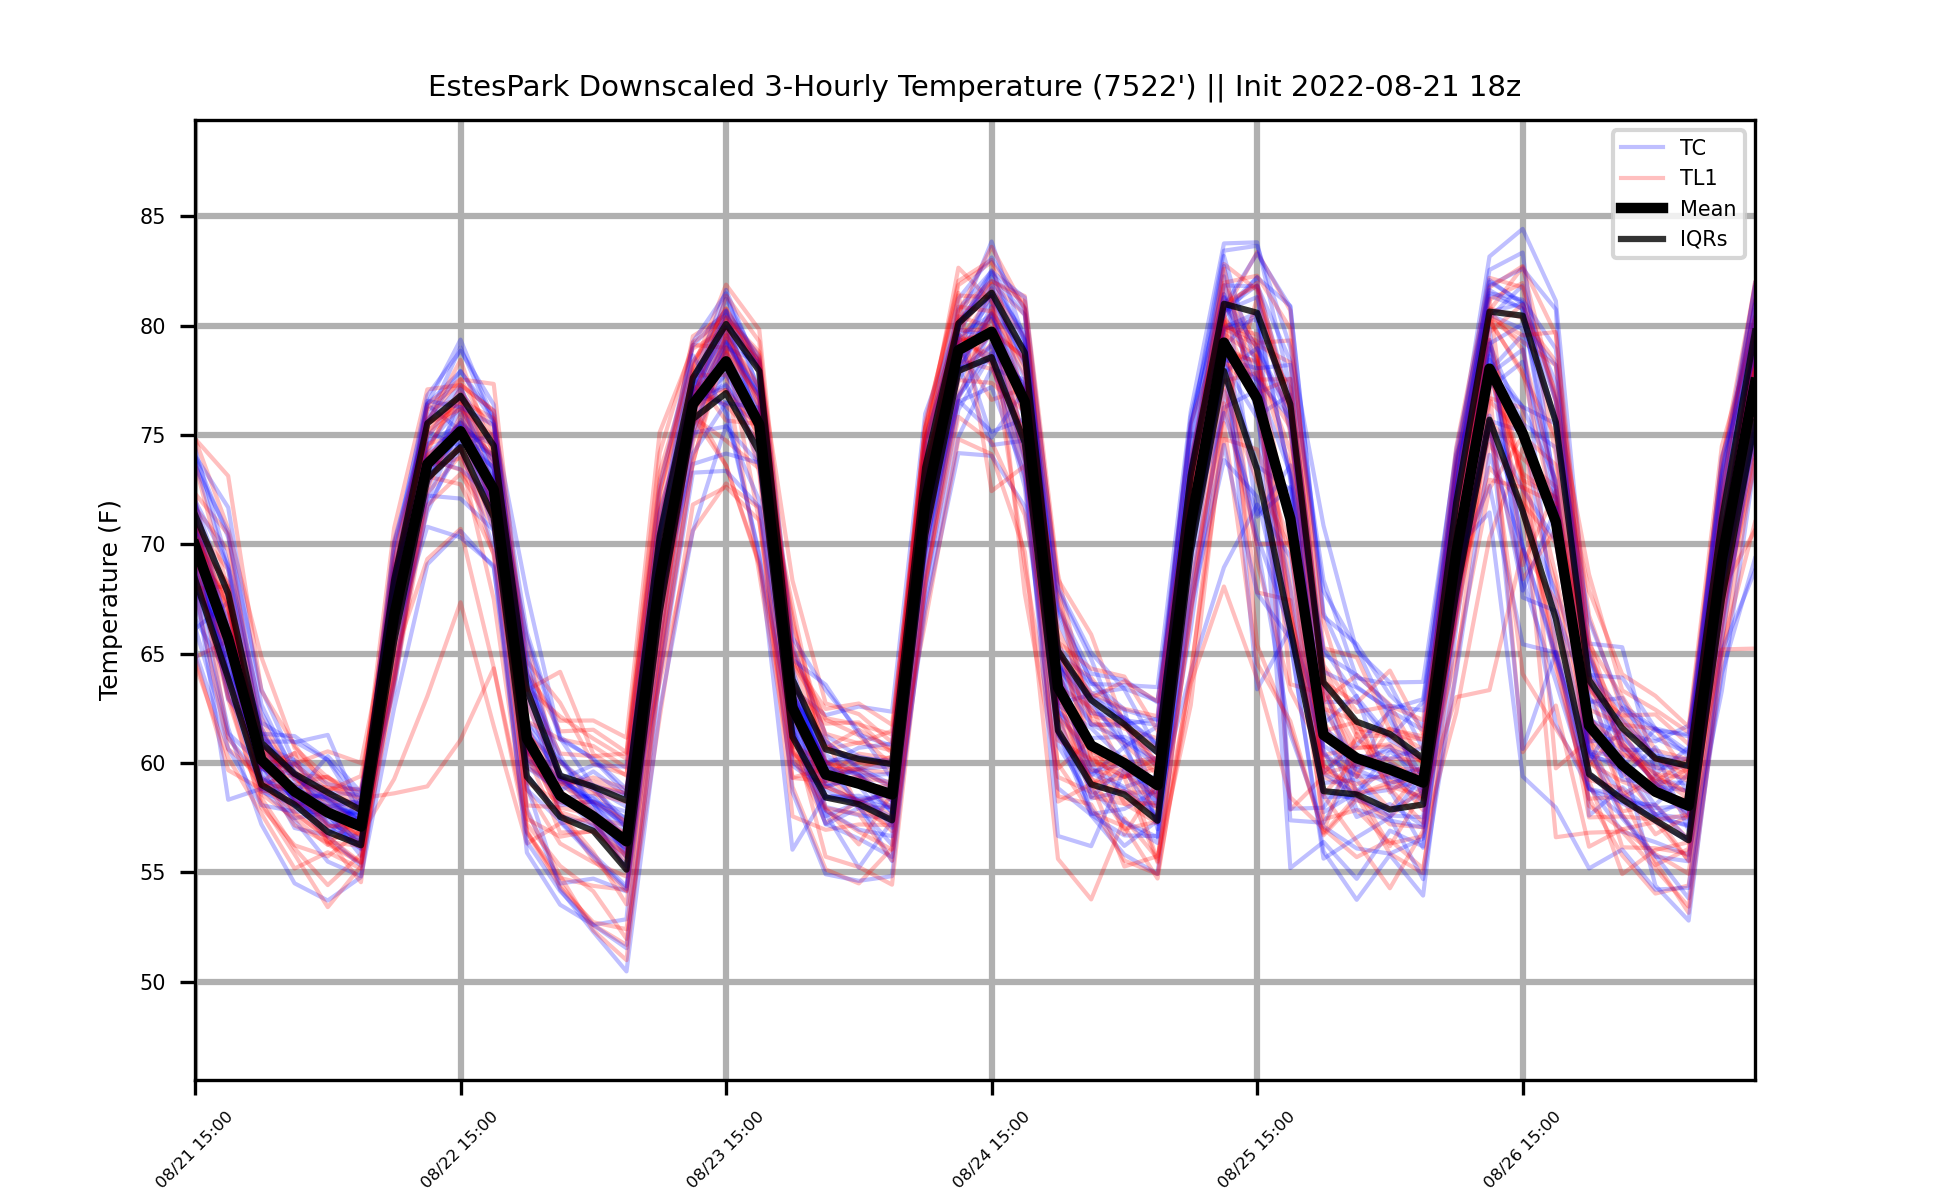 EstesPark Downscaled 3-Hourly Temperature (7522') || Init 2022-08-21 18z
TC
TL1
Mean
IQRs
Temperature (F)
85
80
75
70
65
60
55
50
08/21 15:00
08/22 15:00
08/23 15:00
08/24 15:00
08/25 15:00
08/26 15:00